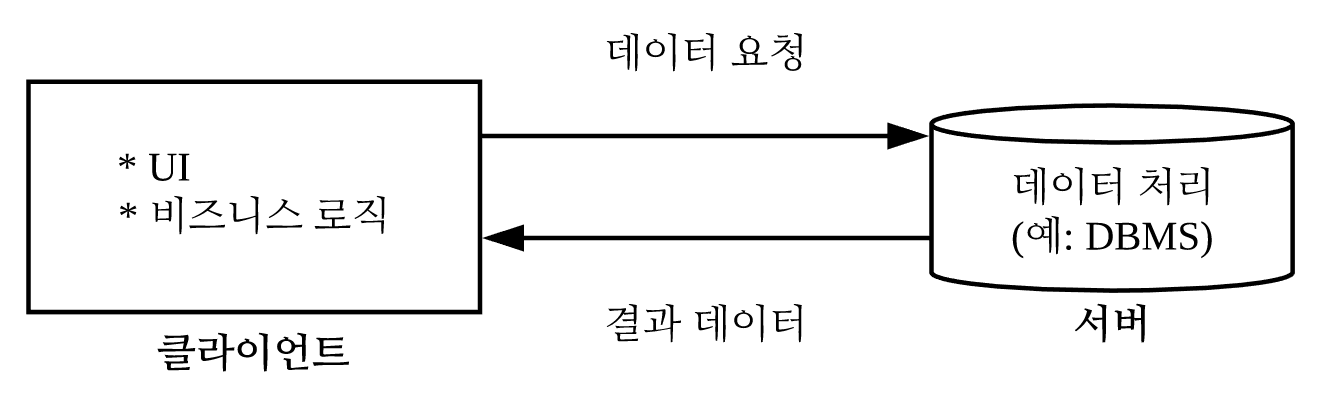 데이터 요청
* UI
* 비즈니스 로직
데이터 처리
(예: DBMS)
결과 데이터
서버
클라이언트